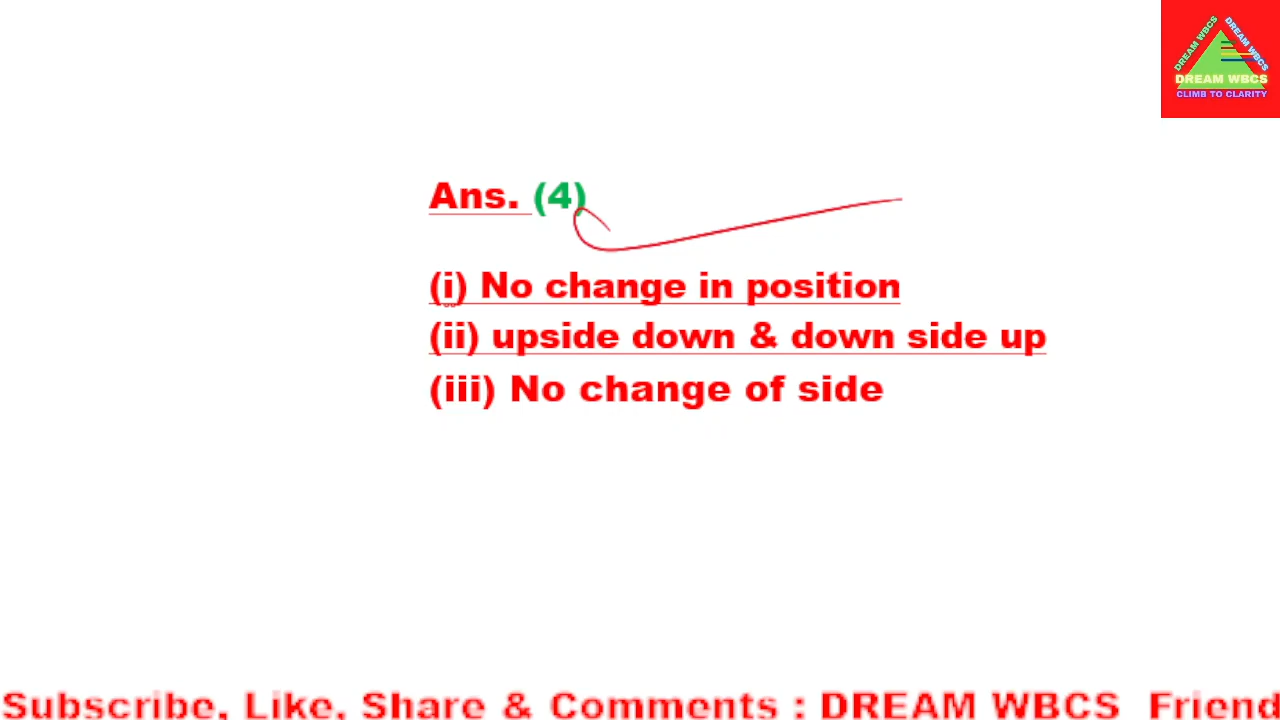 DREAM WBCS
DREAM WBCS
DREAM WBCS
CLIMB TO CLARITY
Ans. (4)
(i) No change in position
(ii) upside down & down side up
(iii) No change of side
Subscribe, Like, Share & Comments : DREAM WBCS Friend